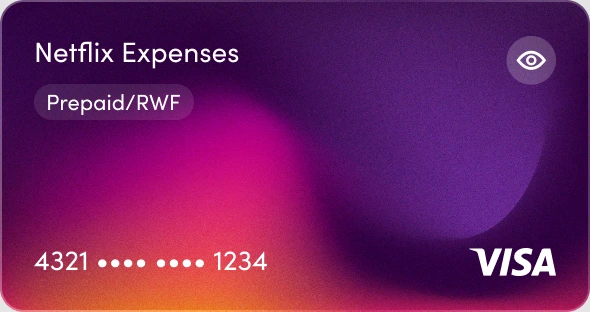 Netflix Expenses
Prepaid/RWF
4321 •••• •••• 1234
VISA